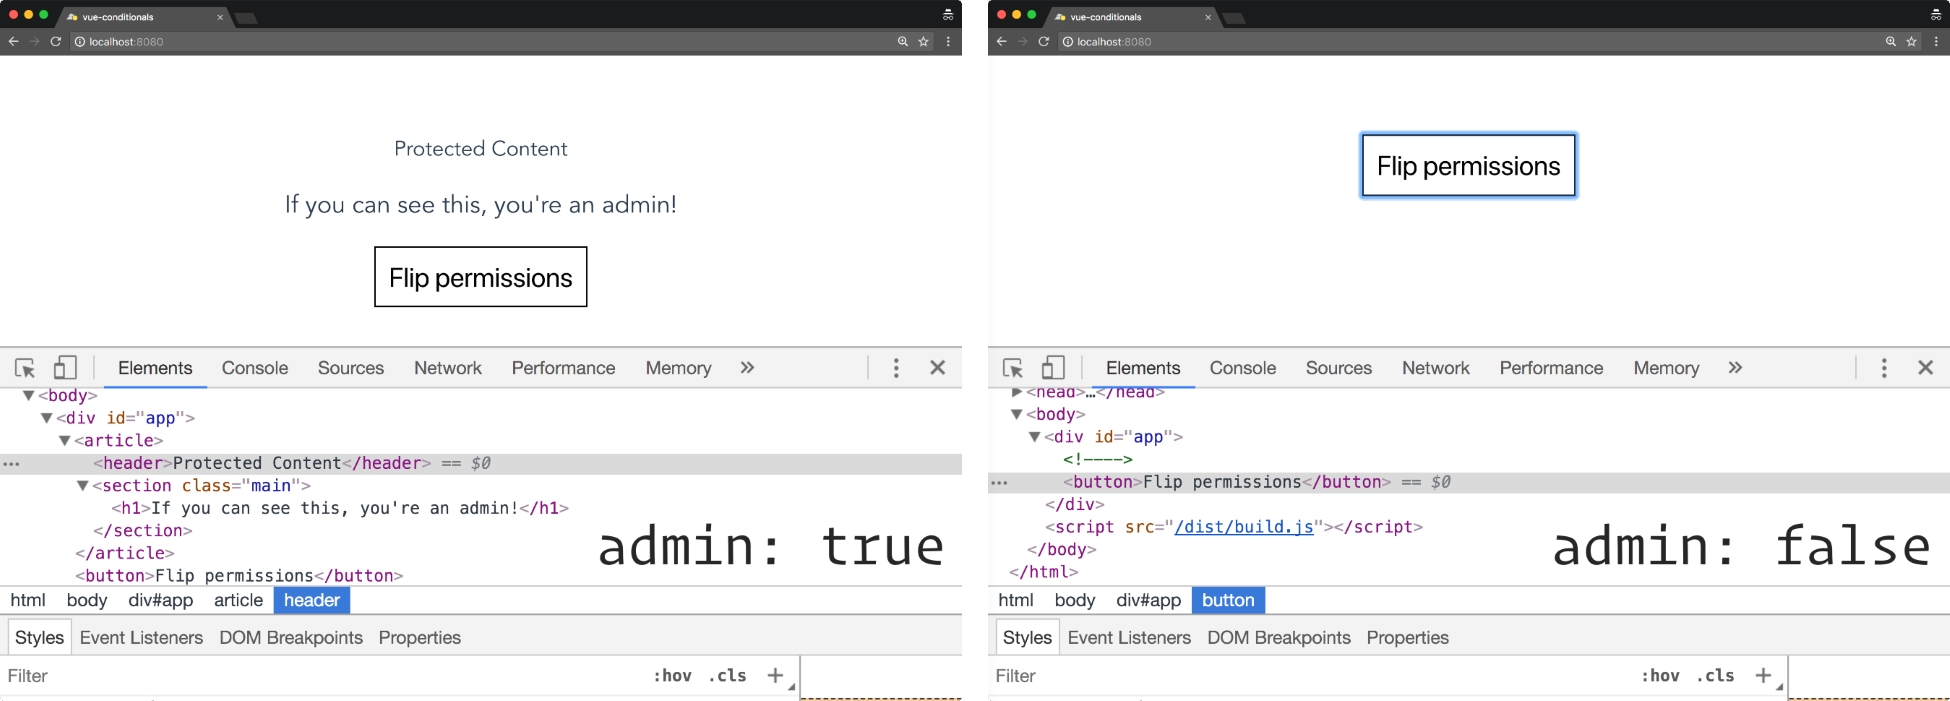 vue-conditionals
localhost:8080
Protected Content
If you can see this, you're an admin!
Flip permissions
Elements Console Sources Network Performance Memory »
<body>
<div id="app">
<article>
<header>Protected Content</header> == $0
<section class="main">
<h1>If you can see this, you're an admin!</h1>
</section>
</article>
<button>Flip permissions</button>
admin: true
html body div#app article header
Styles Event Listeners DOM Breakpoints Properties
Filter :hov .cls +
vue-conditionals
localhost:8080
Flip permissions
Elements Console Sources Network Performance Memory »
<head>…</head>
<body>
<div id="app">
<!---->
<button>Flip permissions</button> == $0
</div>
<script src="/dist/build.js"></script>
</body>
</html>
admin: false
html body div#app button
Styles Event Listeners DOM Breakpoints Properties
Filter :hov .cls +